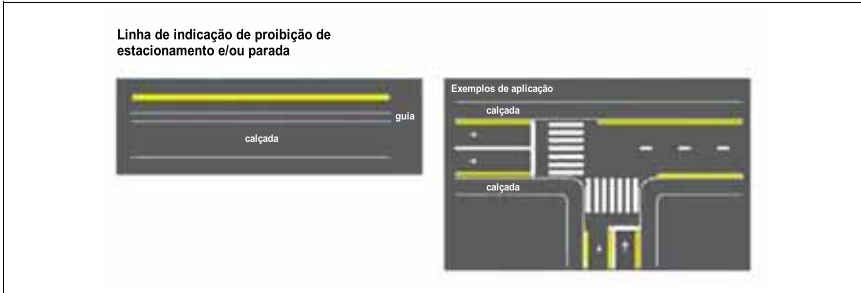 Linha de indicação de proibição de
estacionamento e/ou parada
guia
calçada
Exemplos de aplicação
calçada
calçada